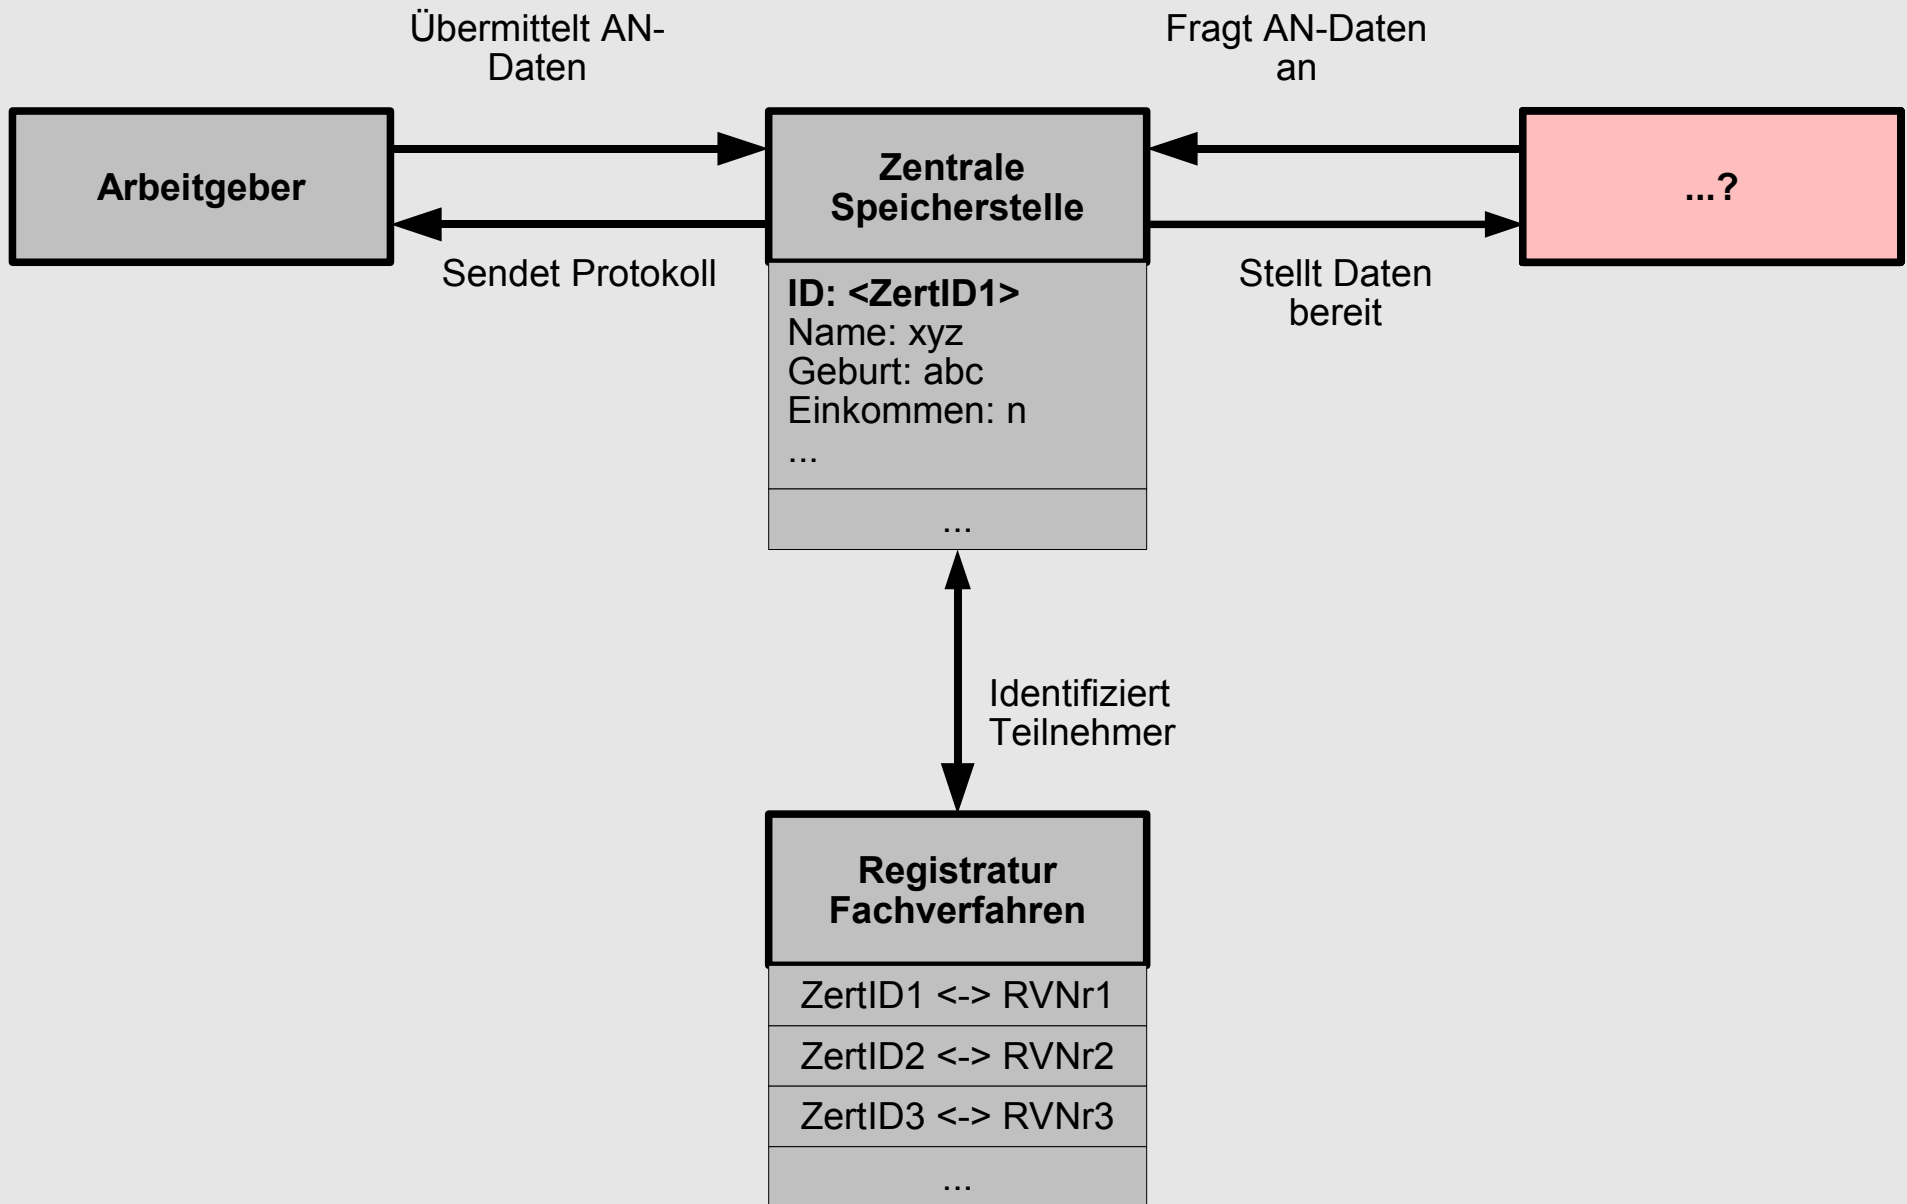 Übermittelt AN-
Daten
Fragt AN-Daten
an
Arbeitgeber
Zentrale
Speicherstelle
...?
Sendet Protokoll
Stellt Daten
bereit
ID: <ZertID1>
Name: xyz
Geburt: abc
Einkommen: n
...
...
Identifiziert
Teilnehmer
Registratur
Fachverfahren
ZertID1 <-> RVNr1
ZertID2 <-> RVNr2
ZertID3 <-> RVNr3
...